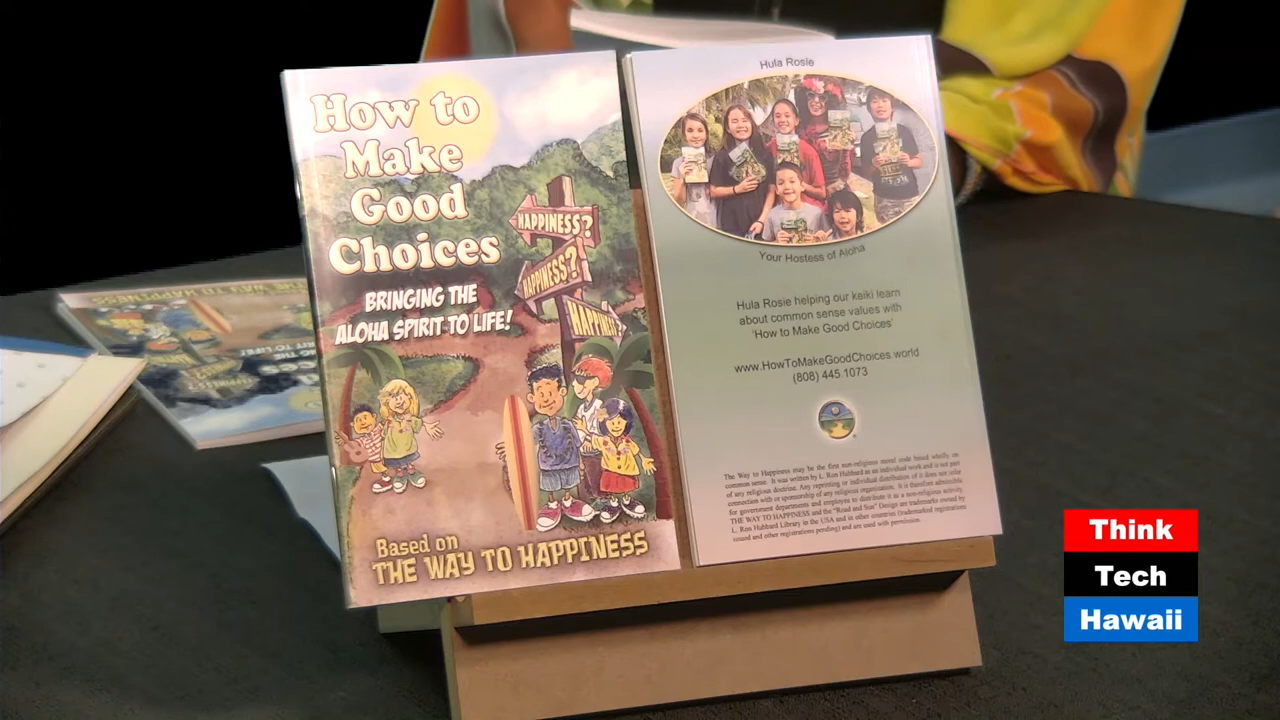 How to
Make
Good
Choices
BRINGING THE
ALOHA SPIRIT TO LIFE!
HAPPINESS?
HAPPINESS?
HAPPINESS?
Based on
THE WAY TO HAPPINESS
Hula Rosie
Your Hostess of Aloha
Hula Rosie helping our keiki learn
about common sense values with
'How to Make Good Choices'
www.HowToMakeGoodChoices.world
(808) 445.1073
The Way to Happiness may be the first non-religious moral code based wholly on
common sense. It was written by L. Ron Hubbard as an individual work and is not part
of any religious doctrine. Any reprinting or individual distribution of it does not infer
connection with or sponsorship of any religious organization. It is therefore admissible
for government departments and employee to distribute it as a non-religious activity.
THE WAY TO HAPPINESS and the "Road and Sun" Design are trademarks owned by
L. Ron Hubbard Library in the USA and in other countries (trademarked registrations
issued and other registrations pending) and are used with permission.
THE WAY TO HAPPINESS
Think
Tech
Hawaii